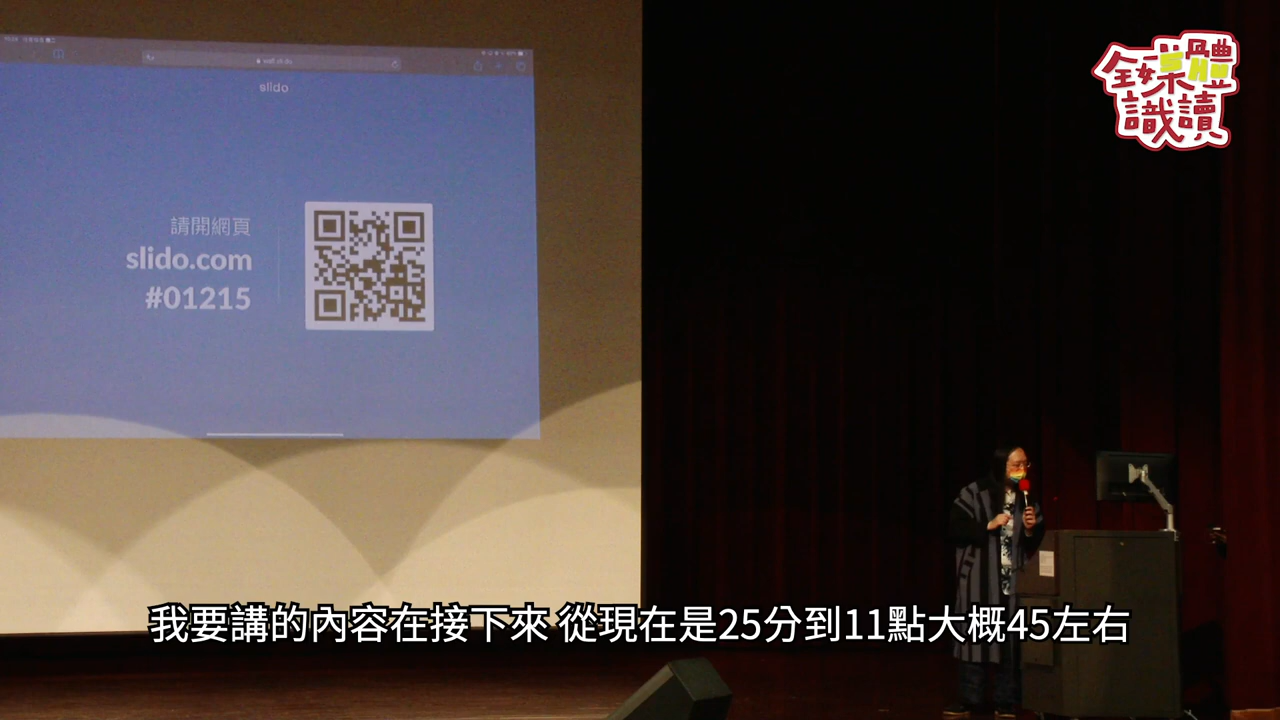 slido
請開網頁
slido.com
#01215
全媒體
識讀
我要講的內容在接下來 從現在是25分到11點大概45左右